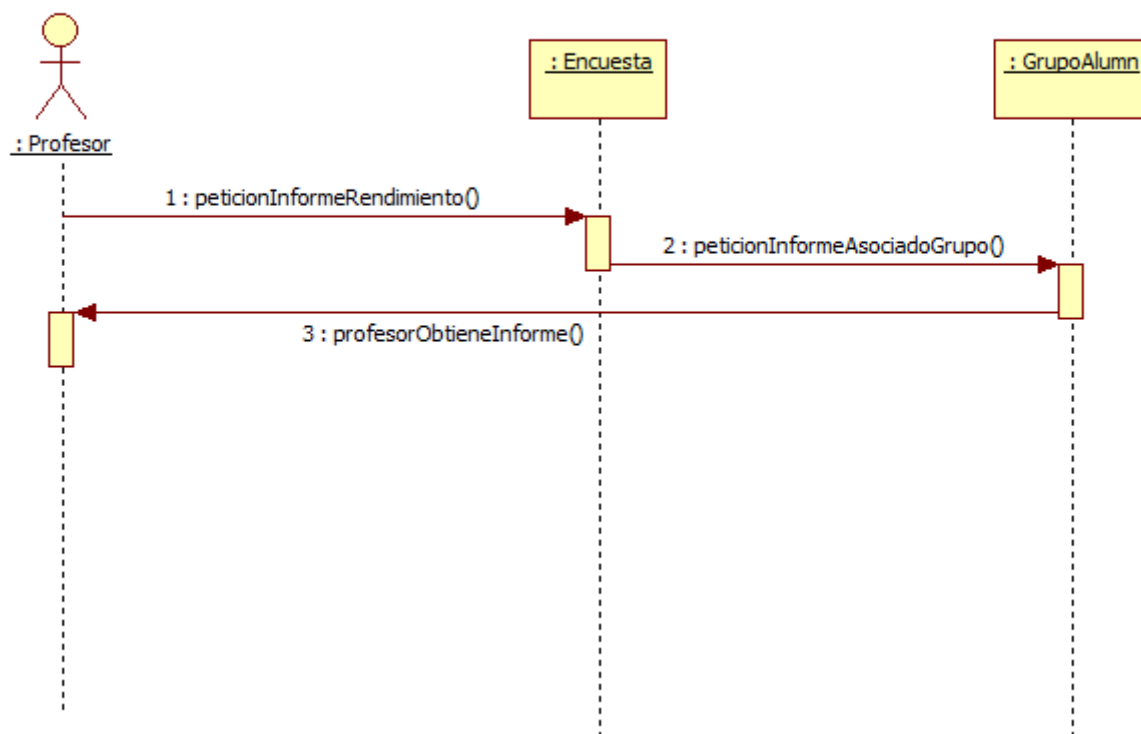 : Encuesta
: GrupoAlumn
: Profesor
1 : peticionInformeRendimiento()
2 : peticionInformeAsociadoGrupo()
3 : profesorObtieneInforme()